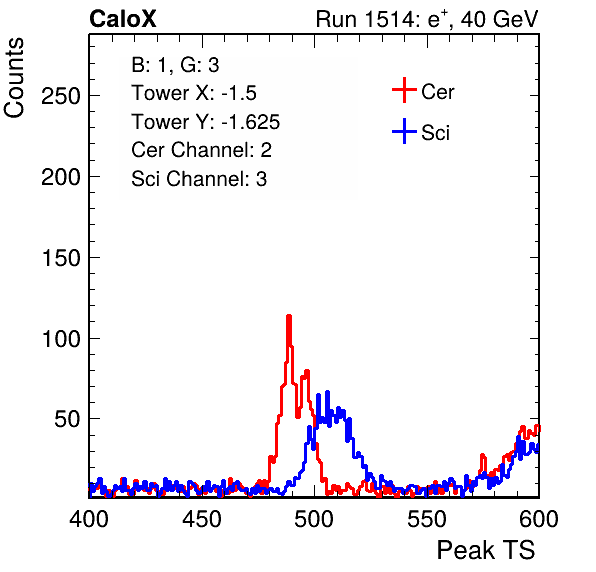 CaloX
Run 1514: e+, 40 GeV
Counts
B: 1, G: 3
Tower X: -1.5
Tower Y: -1.625
Cer Channel: 2
Sci Channel: 3
Cer
Sci
250
200
150
100
50
400
450
500
550
600
Peak TS